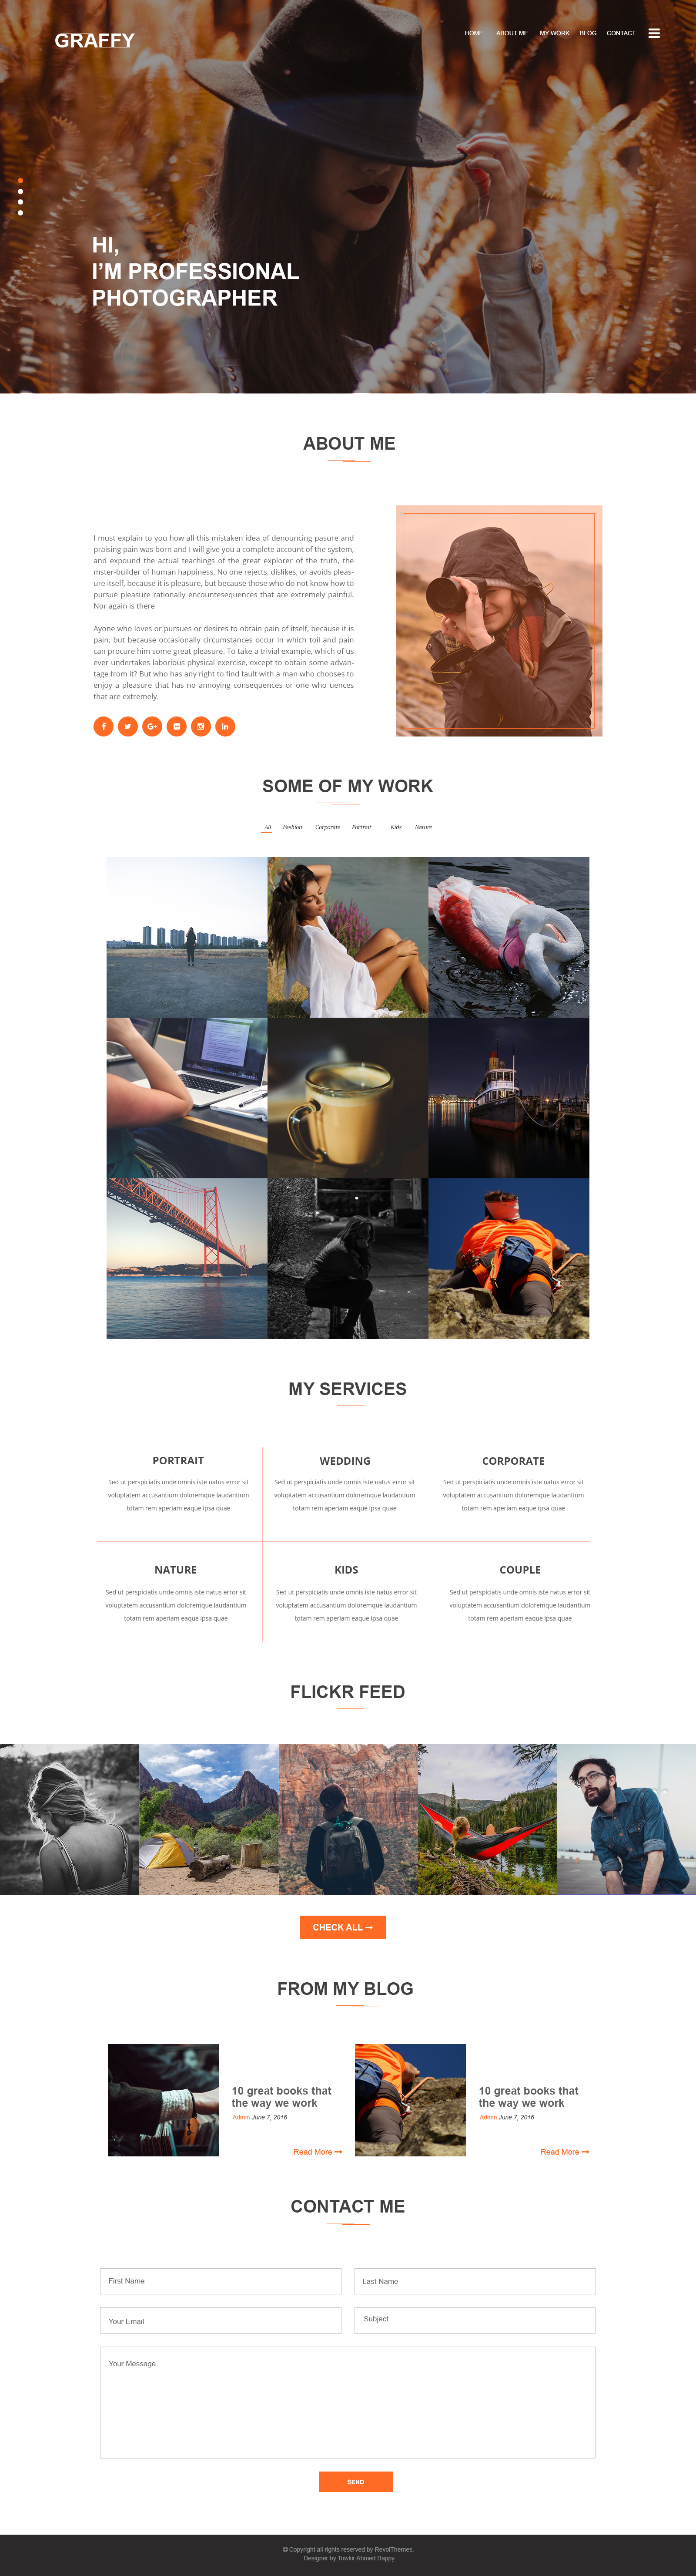 GRAFFY
HOME ABOUT ME MY WORK BLOG CONTACT
HI,
I'M PROFESSIONAL
PHOTOGRAPHER
ABOUT ME
I must explain to you how all this mistaken idea of denouncing pasure and
praising pain was born and I will give you a complete account of the system,
and expound the actual teachings of the great explorer of the truth, the
mster-builder of human happiness. No one rejects, dislikes, or avoids pleas-
ure itself, because it is pleasure, but because those who do not know how to
pursue pleasure rationally encountesequences that are extremely painful.
Nor again is there
Ayone who loves or pursues or desires to obtain pain of itself, because it is
pain, but because occasionally circumstances occur in which toil and pain
can procure him some great pleasure. To take a trivial example, which of us
ever undertakes laborious physical exercise, except to obtain some advan-
tage from it? But who has any right to find fault with a man who chooses to
enjoy a pleasure that has no annoying consequences or one who uences
that are extremely.
SOME OF MY WORK
All Fashion Corporate Portrait Kids Nature
MY SERVICES
PORTRAIT
Sed ut perspiciatis unde omnis iste natus error sit
voluptatem accusantium doloremque laudantium
totam rem aperiam eaque ipsa quae
WEDDING
Sed ut perspiciatis unde omnis iste natus error sit
voluptatem accusantium doloremque laudantium
totam rem aperiam eaque ipsa quae
CORPORATE
Sed ut perspiciatis unde omnis iste natus error sit
voluptatem accusantium doloremque laudantium
totam rem aperiam eaque ipsa quae
NATURE
Sed ut perspiciatis unde omnis iste natus error sit
voluptatem accusantium doloremque laudantium
totam rem aperiam eaque ipsa quae
KIDS
Sed ut perspiciatis unde omnis iste natus error sit
voluptatem accusantium doloremque laudantium
totam rem aperiam eaque ipsa quae
COUPLE
Sed ut perspiciatis unde omnis iste natus error sit
voluptatem accusantium doloremque laudantium
totam rem aperiam eaque ipsa quae
FLICKR FEED
CHECK ALL
FROM MY BLOG
10 great books that
the way we work
Admin June 7, 2016
Read More
10 great books that
the way we work
Admin June 7, 2016
Read More
CONTACT ME
First Name
Last Name
Your Email
Subject
Your Message
SEND
© Copyright all rights reserved by RevolThemes.
Designer by Towkir Ahmed Bappy